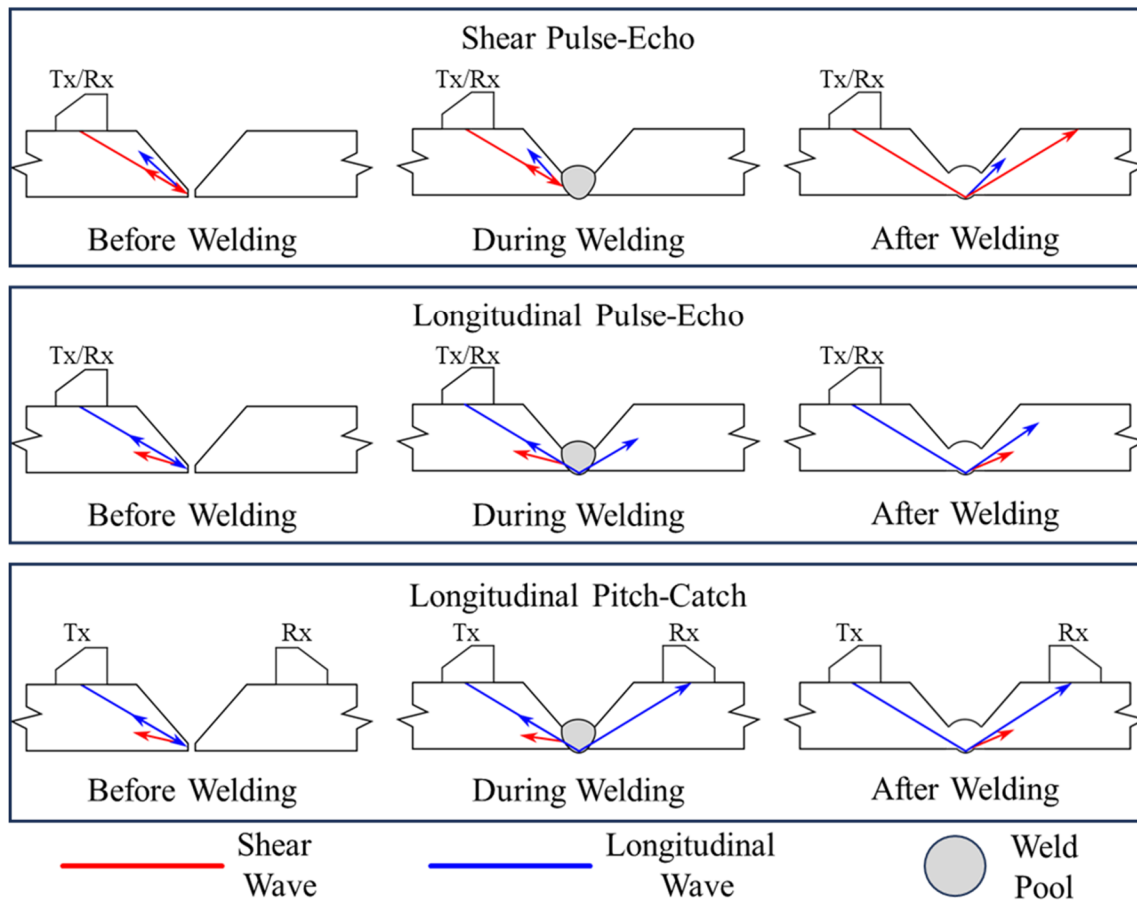 Shear Pulse-Echo
Tx/Rx Tx/Rx Tx/Rx
Before Welding During Welding After Welding
Longitudinal Pulse-Echo
Tx/Rx Tx/Rx Tx/Rx
Before Welding During Welding After Welding
Longitudinal Pitch-Catch
Tx Rx Tx Rx Tx Rx
Before Welding During Welding After Welding
Shear
Wave
Longitudinal
Wave
Weld
Pool